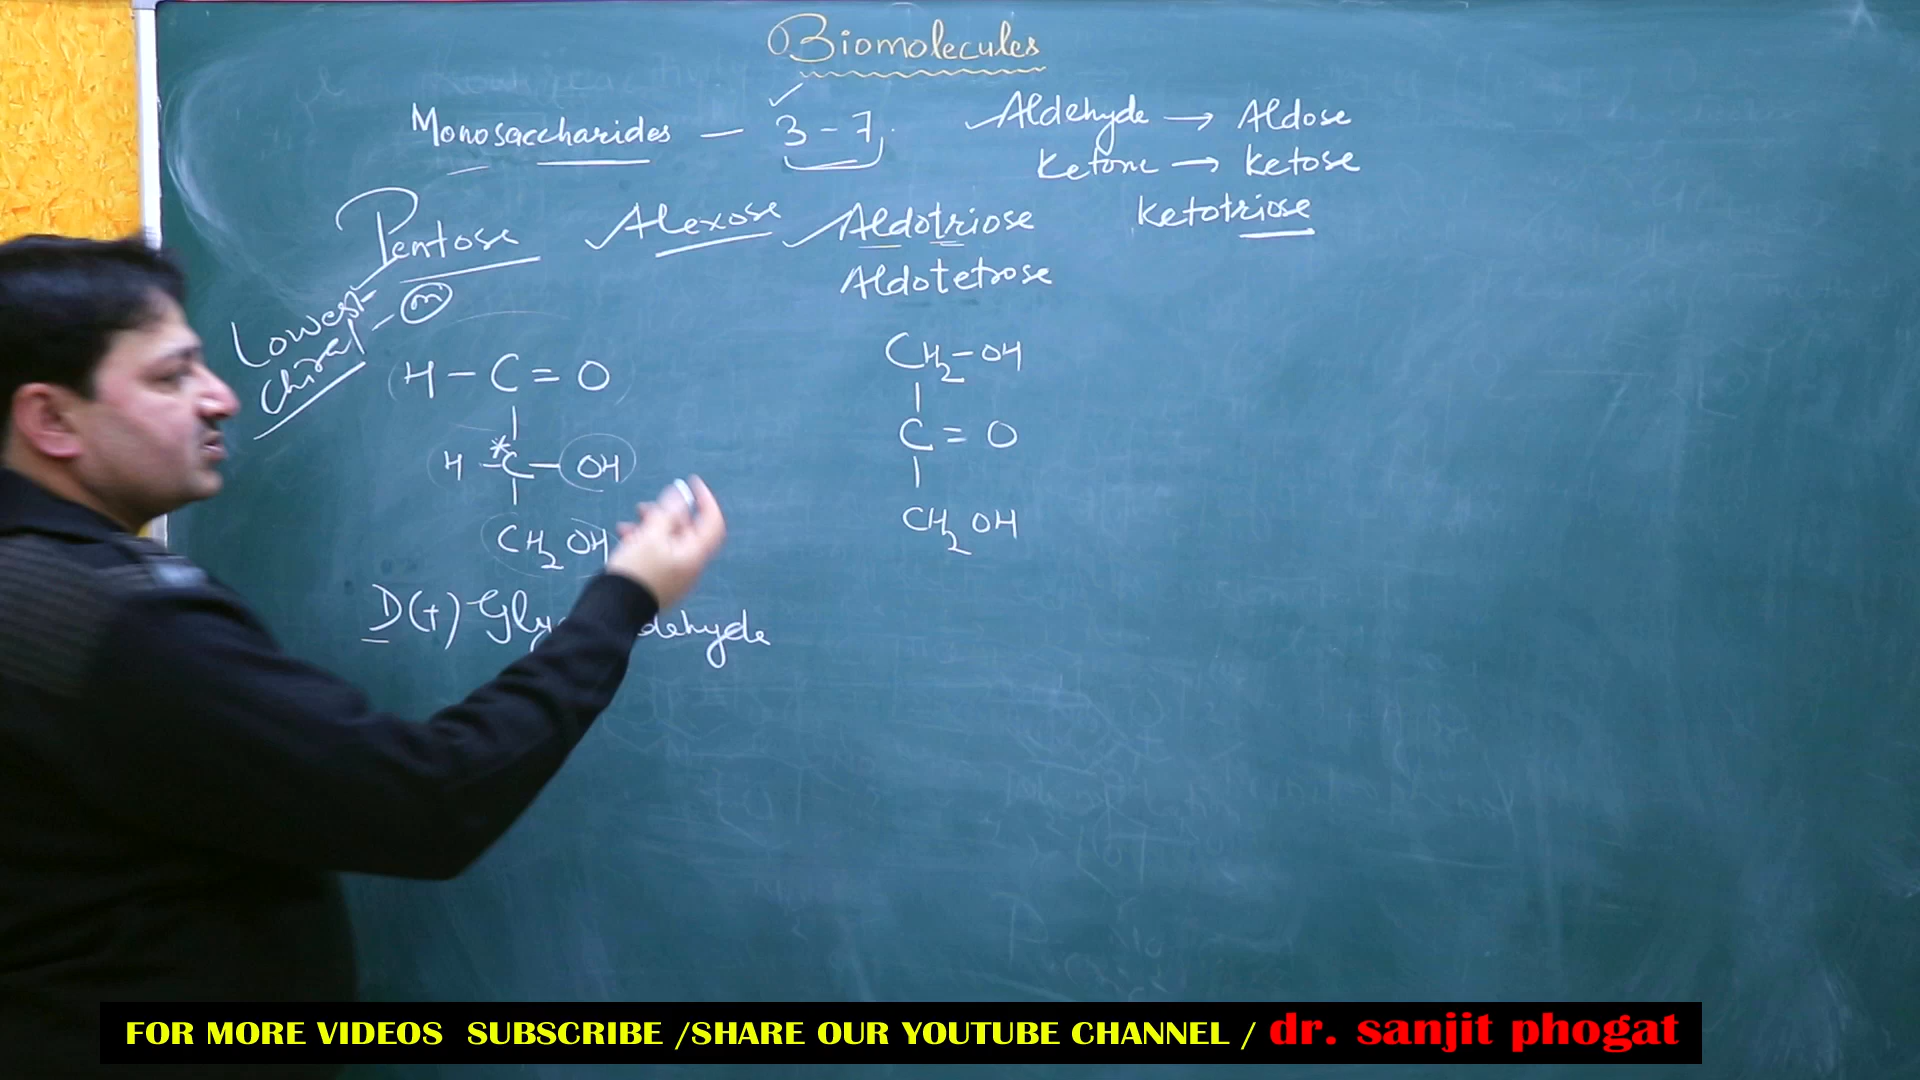 Biomolecules
Monosaccharides — 3 - 7.
Aldehyde → Aldose
Ketone → Ketose
Ketotriose
Pentose Hexose Aldotriose
Aldotetrose
Lowest
chiral -
H - C = O
H - C* - OH
CH2 OH
D(+) Gly dehyde
CH2 - OH
C = O
CH2 OH
FOR MORE VIDEOS SUBSCRIBE /SHARE OUR YOUTUBE CHANNEL / dr. sanjit phogat